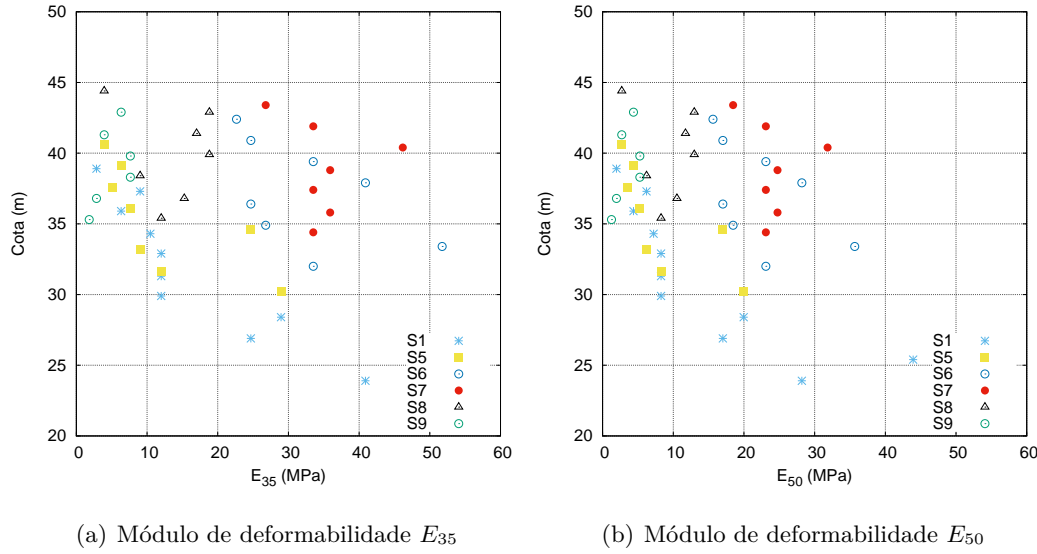 50
45
40
35
30
25
20
Cota (m)
0 10 20 30 40 50 60
E35 (MPa)
S1
S5
S6
S7
S8
S9
50
45
40
35
30
25
20
Cota (m)
0 10 20 30 40 50 60
E50 (MPa)
S1
S5
S6
S7
S8
S9
(a) Módulo de deformabilidade E35
(b) Módulo de deformabilidade E50